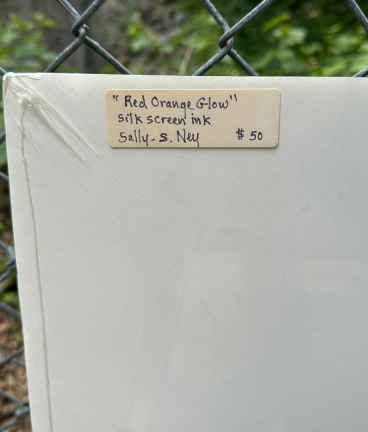 "Red Orange Glow"
silk screen ink
Sally. S. Ney $50